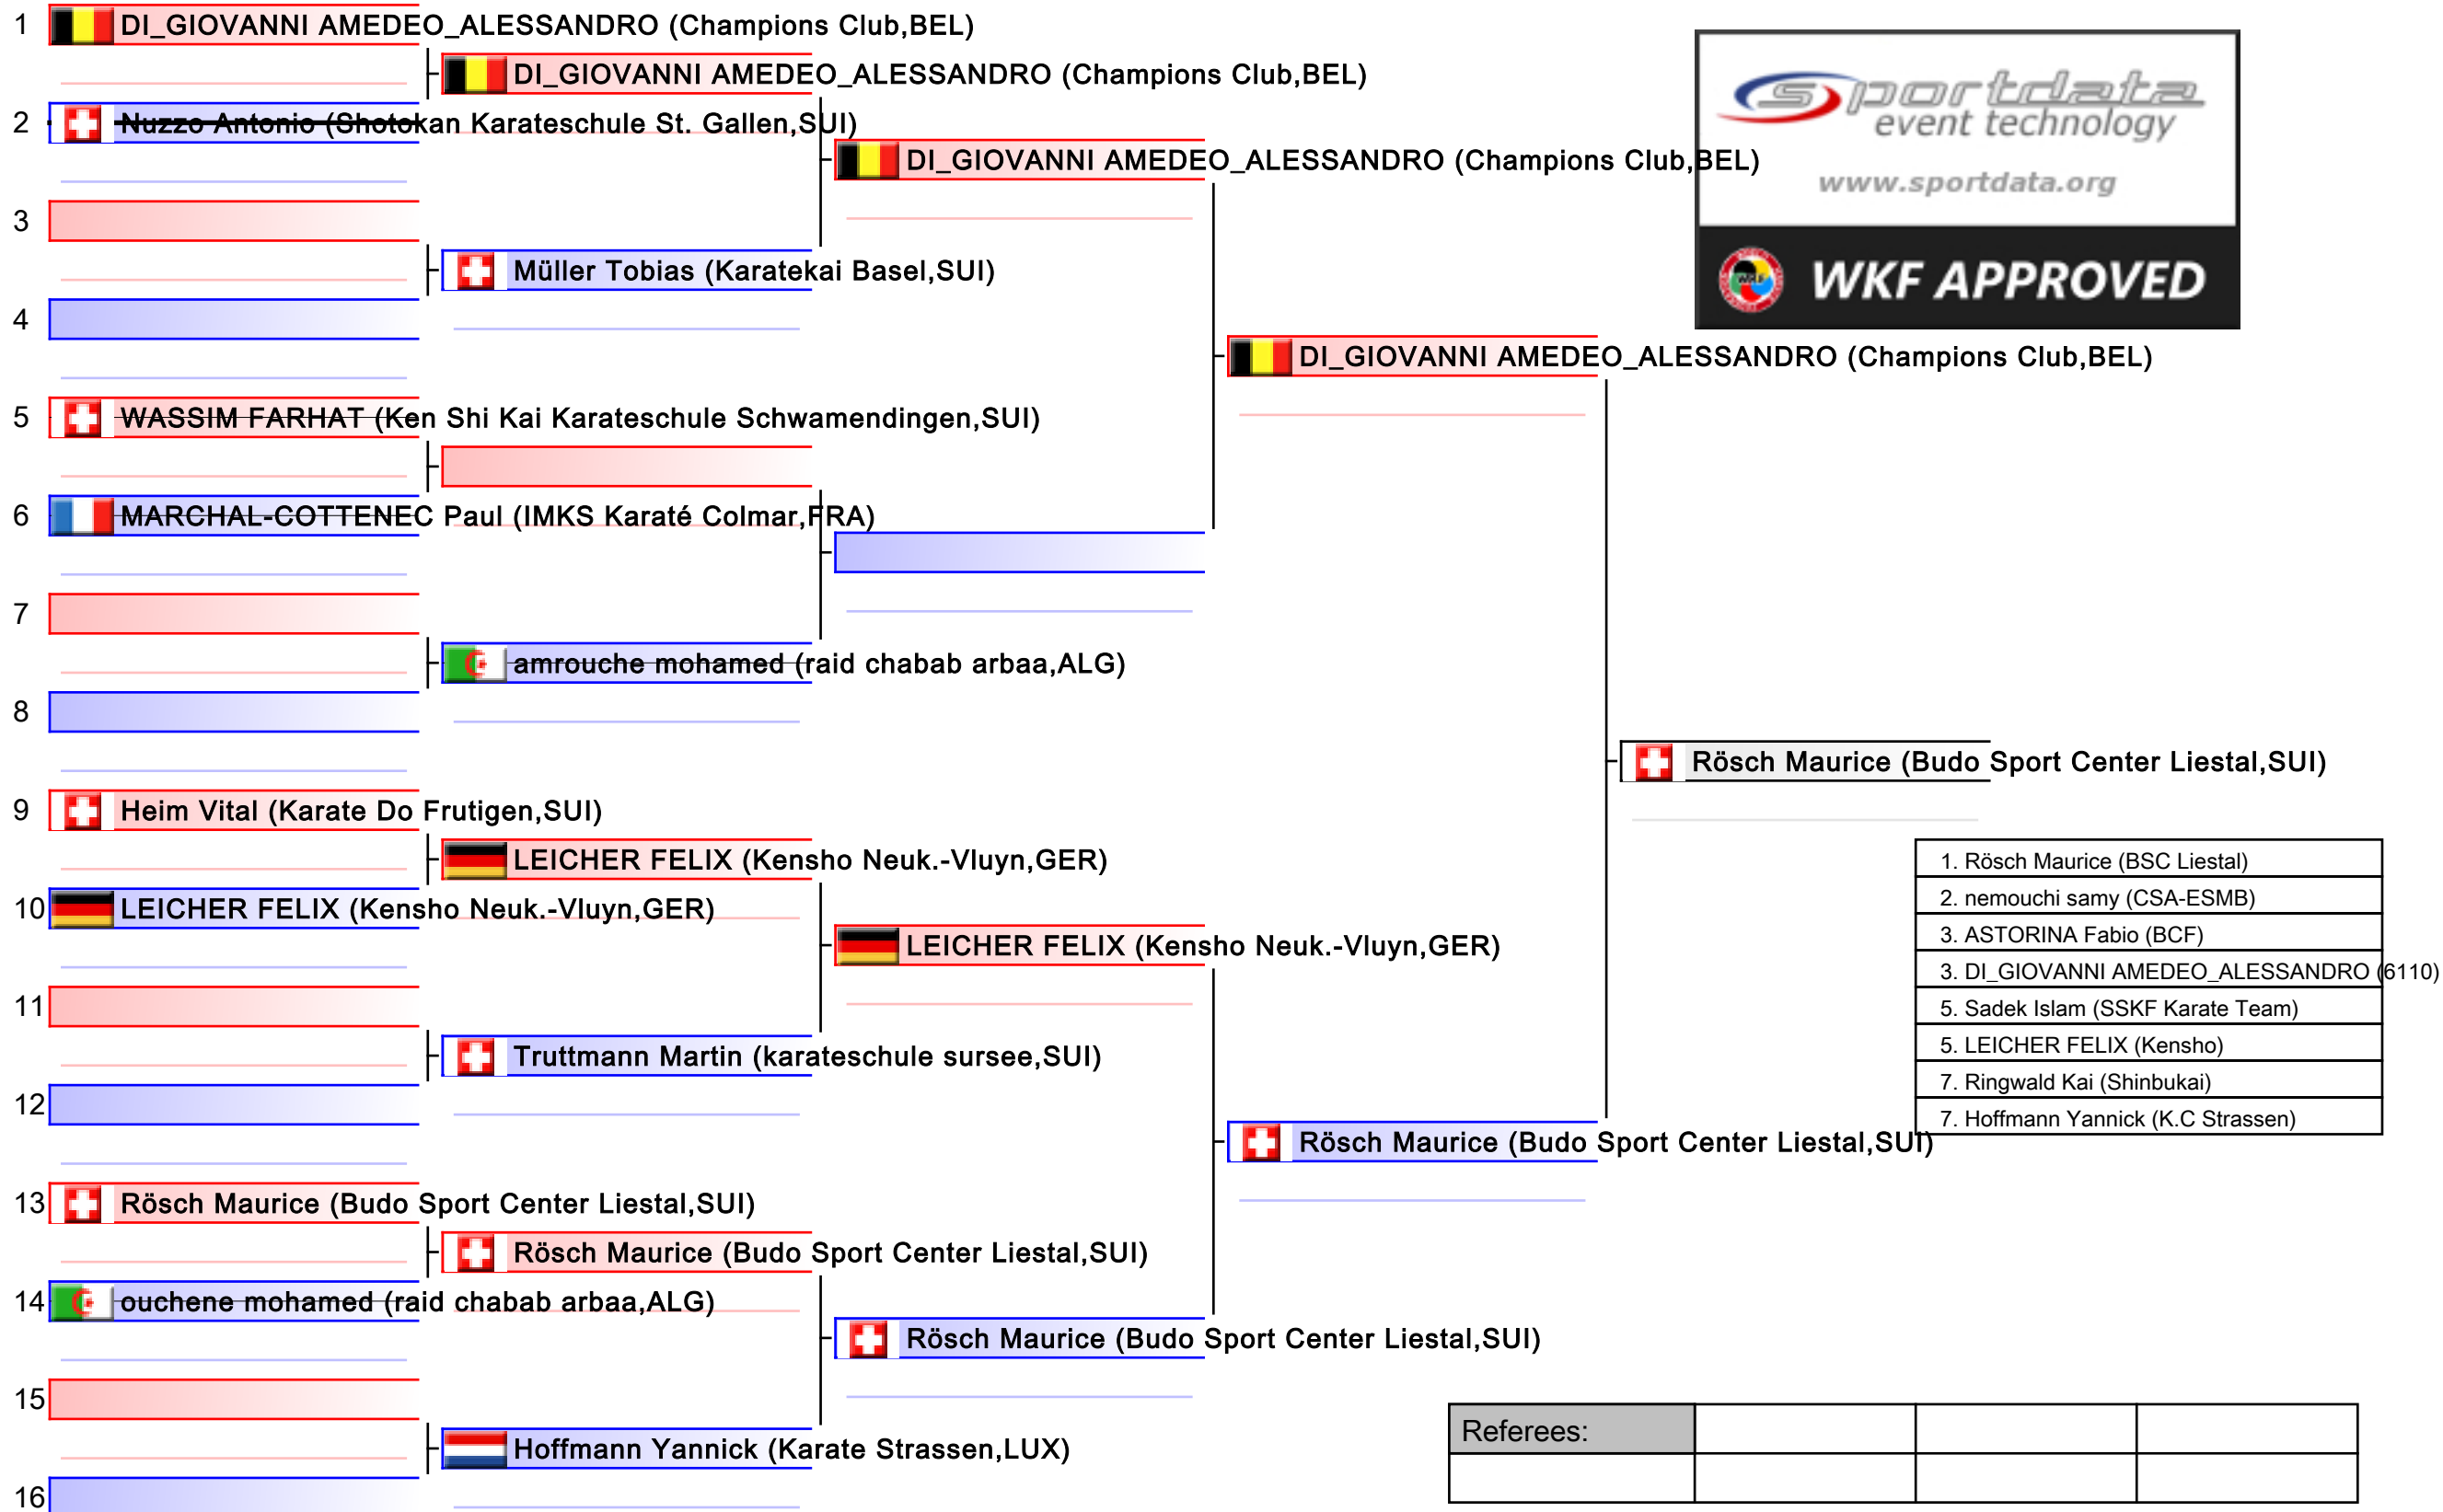 1 DI_GIOVANNI AMEDEO_ALESSANDRO (Champions Club,BEL)
DI_GIOVANNI AMEDEO_ALESSANDRO (Champions Club,BEL)
2 Nuzzo Antonio (Shotokan Karateschule St. Gallen,SUI)
DI_GIOVANNI AMEDEO_ALESSANDRO (Champions Club,BEL)
sportdata
event technology
www.sportdata.org
3
Müller Tobias (Karatekai Basel,SUI)
WKF
WKF APPROVED
4
DI_GIOVANNI AMEDEO_ALESSANDRO (Champions Club,BEL)
5 WASSIM FARHAT (Ken Shi Kai Karateschule Schwamendingen,SUI)
6 MARCHAL-COTTENEC Paul (IMKS Karaté Colmar,FRA)
7
amrouche mohamed (raid chabab arbaa,ALG)
8
Rösch Maurice (Budo Sport Center Liestal,SUI)
9 Heim Vital (Karate Do Frutigen,SUI)
LEICHER FELIX (Kensho Neuk.-Vluyn,GER)
10 LEICHER FELIX (Kensho Neuk.-Vluyn,GER)
LEICHER FELIX (Kensho Neuk.-Vluyn,GER)
1. Rösch Maurice (BSC Liestal)
2. nemouchi samy (CSA-ESMB)
3. ASTORINA Fabio (BCF)
3. DI_GIOVANNI AMEDEO_ALESSANDRO (6110)
5. Sadek Islam (SSKF Karate Team)
5. LEICHER FELIX (Kensho)
7. Ringwald Kai (Shinbukai)
7. Hoffmann Yannick (K.C Strassen)
11
Truttmann Martin (karateschule sursee,SUI)
12
Rösch Maurice (Budo Sport Center Liestal,SUI)
13 Rösch Maurice (Budo Sport Center Liestal,SUI)
Rösch Maurice (Budo Sport Center Liestal,SUI)
14 ouchene mohamed (raid chabab arbaa,ALG)
Rösch Maurice (Budo Sport Center Liestal,SUI)
15
Hoffmann Yannick (Karate Strassen,LUX)
16
Referees: